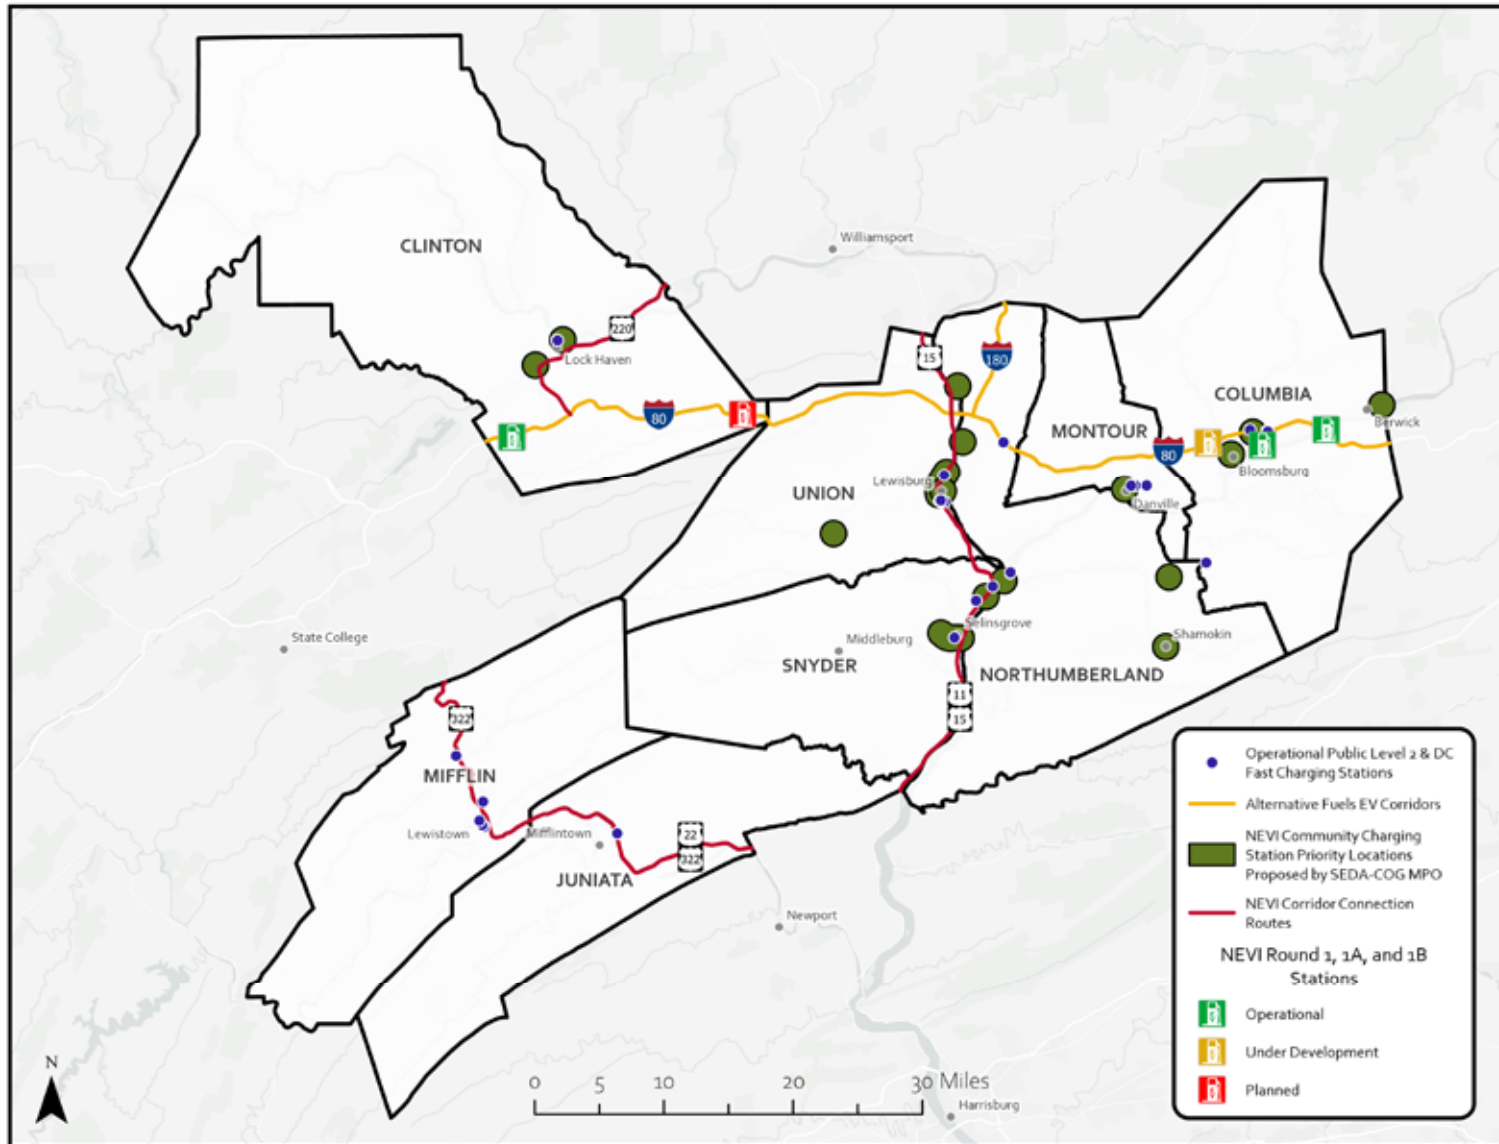 Williamsport
CLINTON
220
Lock Haven
15
180
80
COLUMBIA
Berwick
MONTOUR
80
Bloomsburg
Lewisburg
UNION
Danville
State College
Middleburg
Selinsgrove
Shamokin
SNYDER
NORTHUMBERLAND
11
15
322
MIFFLIN
Lewistown
Mifflintown
22
322
JUNIATA
Newport
Operational Public Level 2 & DC
Fast Charging Stations
Alternative Fuels EV Corridors
NEVI Community Charging
Station Priority Locations
Proposed by SEDA-COG MPO
NEVI Corridor Connection
Routes
NEVI Round 1, 1A, and 1B
Stations
Operational
Under Development
Planned
N
0 5 10 20 30 Miles
Harrisburg